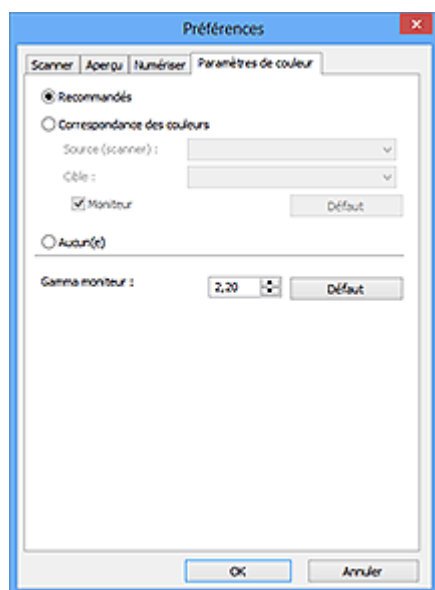 Préférences
Scanner Aperçu Numériser Paramètres de couleur
Recommandés
Correspondance des couleurs
Source (scanner) :
Cible :
Moniteur Défaut
Aucun(e)
Gamma moniteur : 2,20 Défaut
OK Annuler